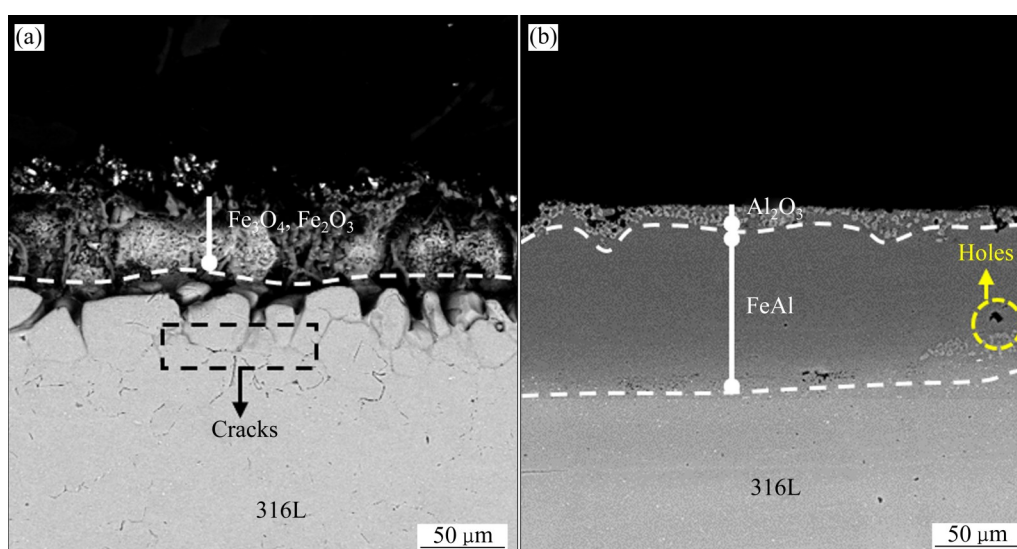 (a)
Fe₃O₄, Fe₂O₃
Cracks
316L
50 μm
(b)
Al₂O₃
Holes
FeAl
316L
50 μm